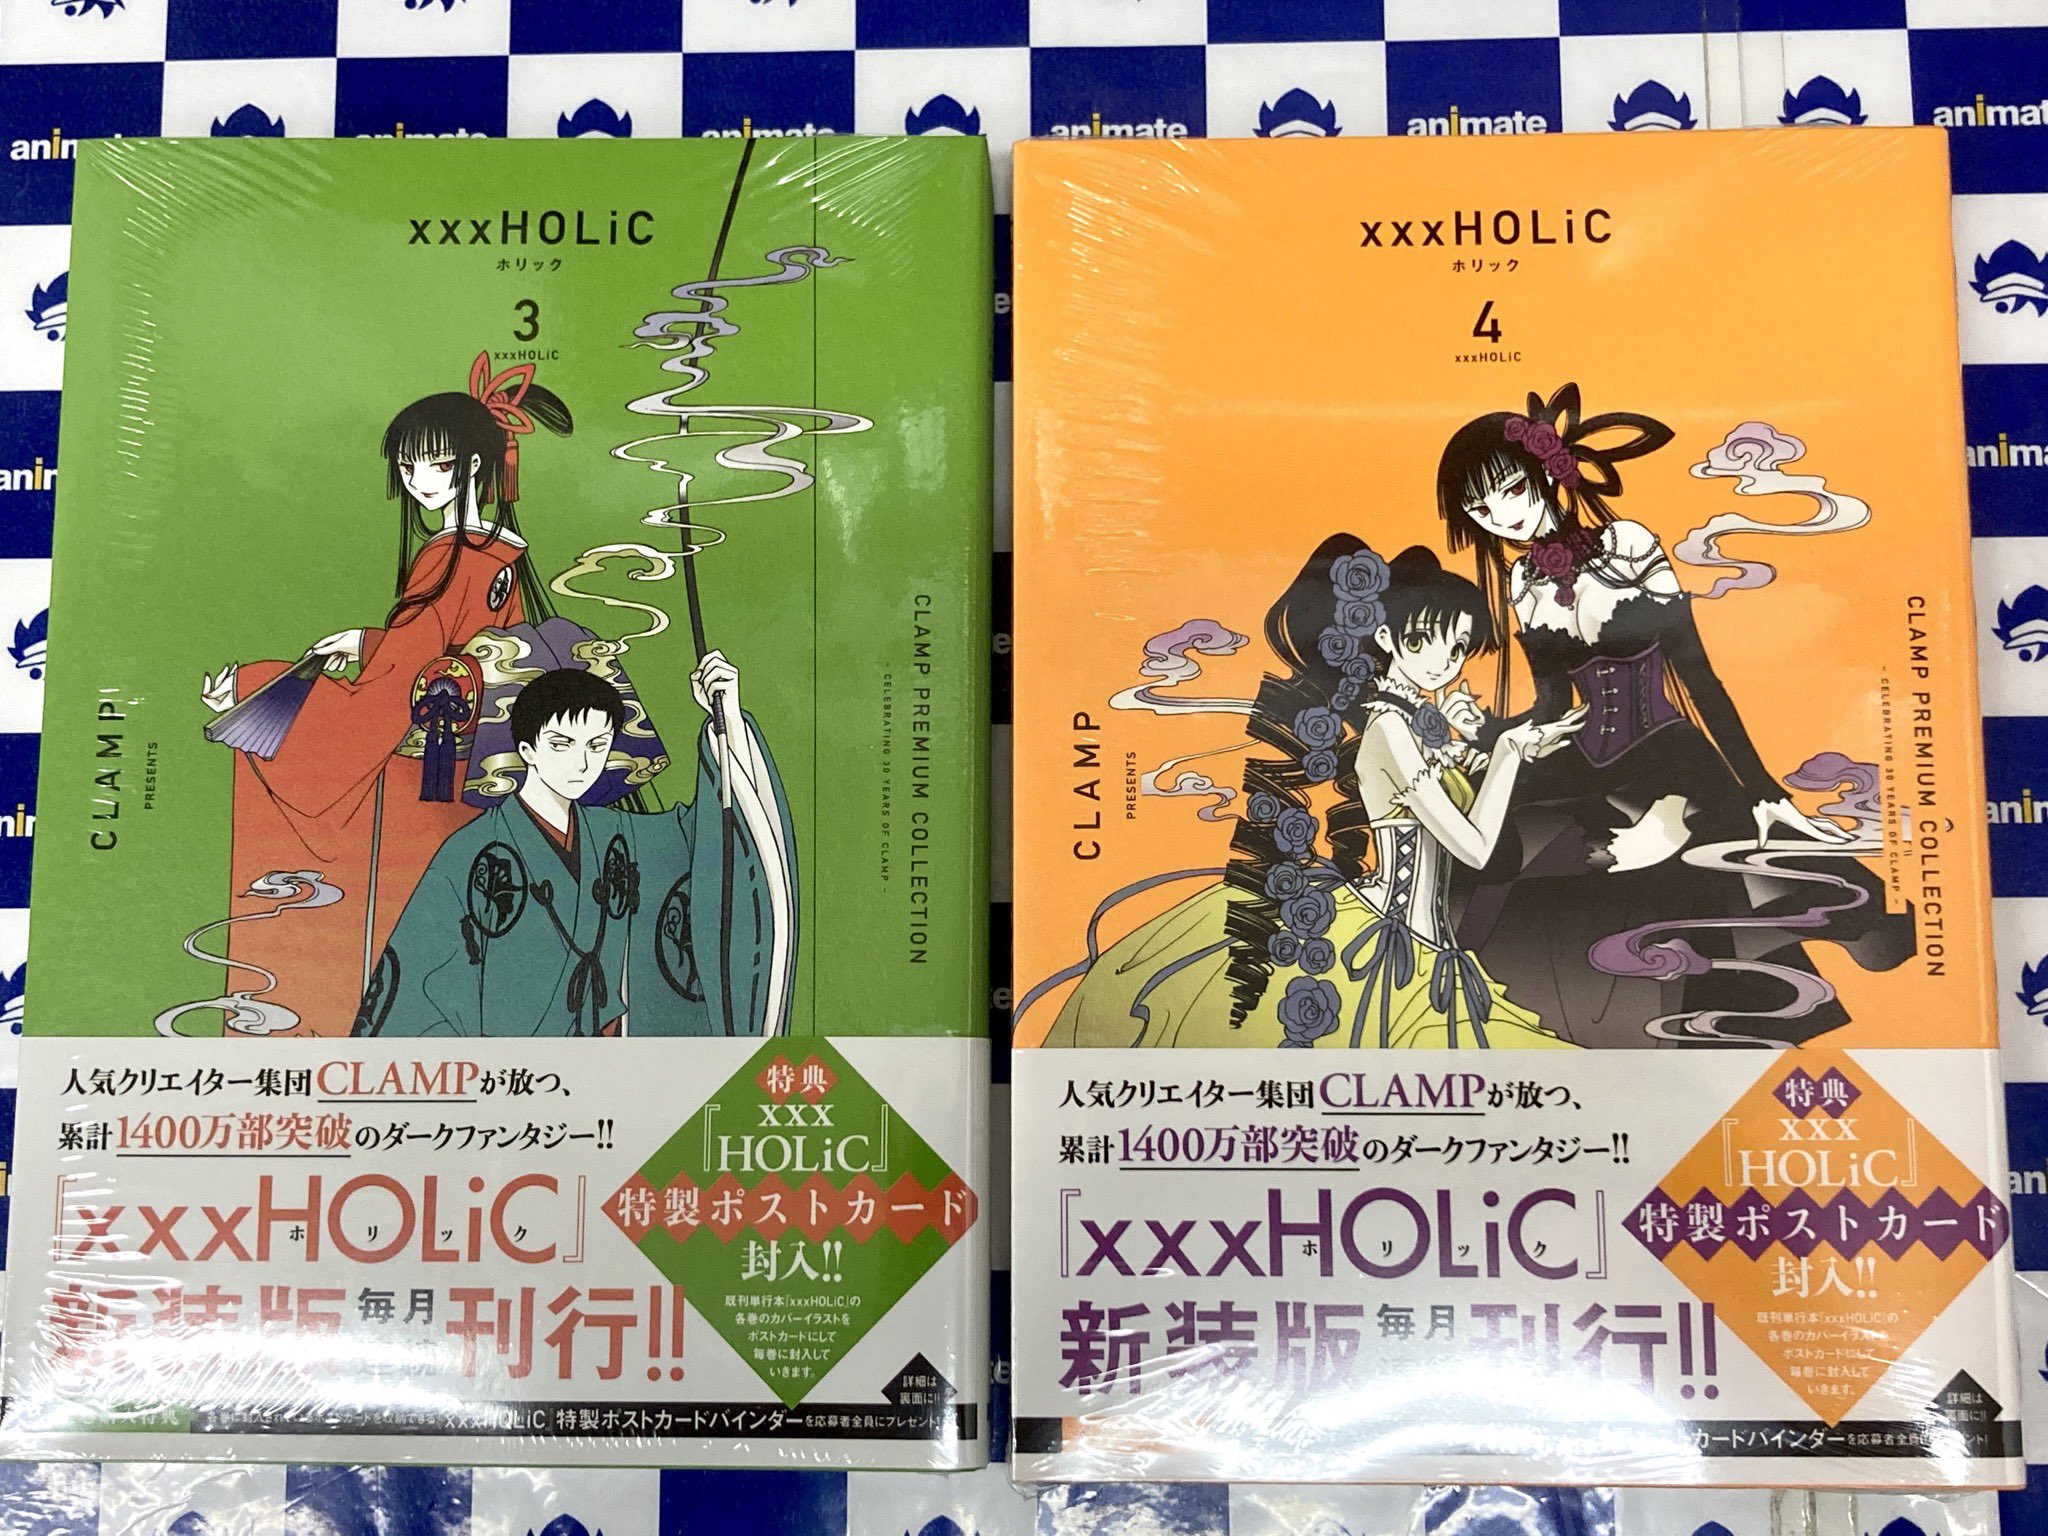 animate
animate
animate
animate
animate
xxxHOLiC
ホリック
3
xxxHOLiC
CLAMP
PRESENTS
CLAMP PREMIUM COLLECTION
- CELEBRATING 30 YEARS OF CLAMP -
人気クリエイター集団CLAMPが放つ、
累計1400万部突破のダークファンタジー!!
『xxxHOLiC』
ホリック
新装版 毎月 刊行!!
特典
『xxxHOLiC』
特製ポストカード
封入!!
既刊単行本『xxxHOLiC』の
各巻のカバーイラストを
ポストカードにして
毎巻に封入して
いきます。
詳細は
裏面に!!
『xxxHOLiC』特製ポストカードバインダーを応募者全員にプレゼント!
xxxHOLiC
ホリック
4
xxxHOLiC
CLAMP
PRESENTS
CLAMP PREMIUM COLLECTION
- CELEBRATING 30 YEARS OF CLAMP -
人気クリエイター集団CLAMPが放つ、
累計1400万部突破のダークファンタジー!!
『xxxHOLiC』
ホリック
新装版 毎月 刊行!!
特典
『xxxHOLiC』
特製ポストカード
封入!!
既刊単行本『xxxHOLiC』の
各巻のカバーイラストを
ポストカードにして
毎巻に封入して
いきます。
詳細は
裏面に!!
カードバインダーを応募者全員